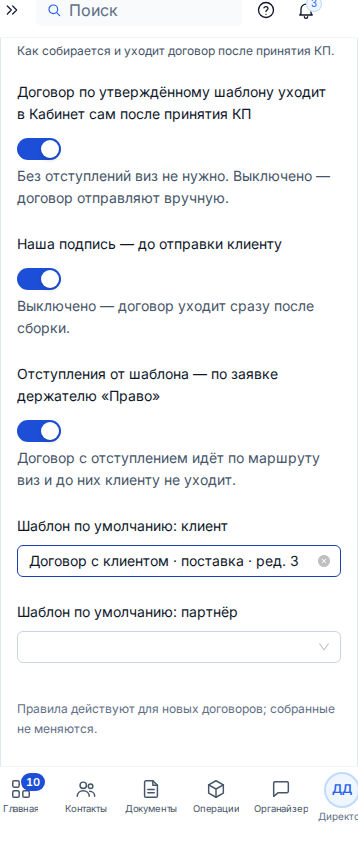 Поиск
3
Как собирается и уходит договор после принятия КП.
Договор по утверждённому шаблону уходит
в Кабинет сам после принятия КП
Без отступлений виз не нужно. Выключено —
договор отправляют вручную.
Наша подпись — до отправки клиенту
Выключено — договор уходит сразу после
сборки.
Отступления от шаблона — по заявке
держателю «Право»
Договор с отступлением идёт по маршруту
виз и до них клиенту не уходит.
Шаблон по умолчанию: клиент
Договор с клиентом · поставка · ред. 3
Шаблон по умолчанию: партнёр
Правила действуют для новых договоров; собранные
не меняются.
10
ДД
Главная Контакты Документы Операции Органайзер Директо